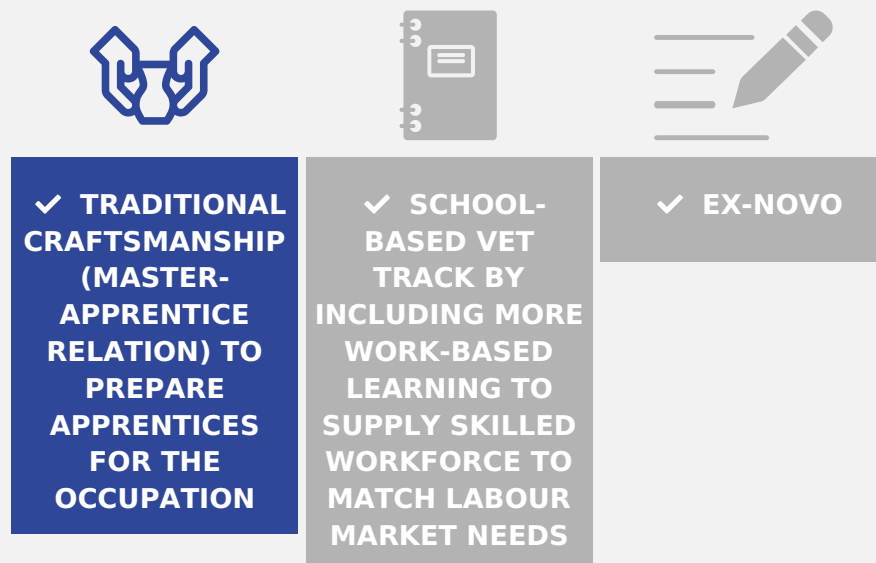 TRADITIONAL
CRAFTSMANSHIP
(MASTER-
APPRENTICE
RELATION) TO
PREPARE
APPRENTICES
FOR THE
OCCUPATION
SCHOOL-
BASED VET
TRACK BY
INCLUDING MORE
WORK-BASED
LEARNING TO
SUPPLY SKILLED
WORKFORCE TO
MATCH LABOUR
MARKET NEEDS
EX-NOVO